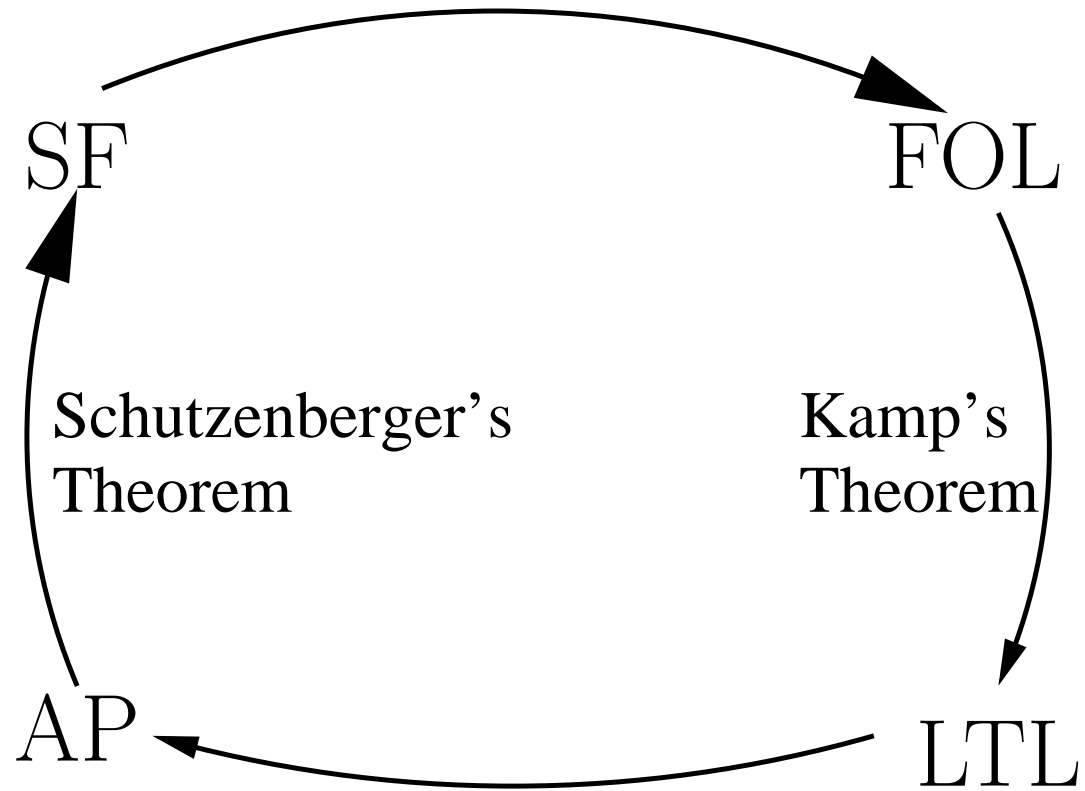 SF
FOL
Schutzenberger's
Theorem
Kamp's
Theorem
AP
LTL